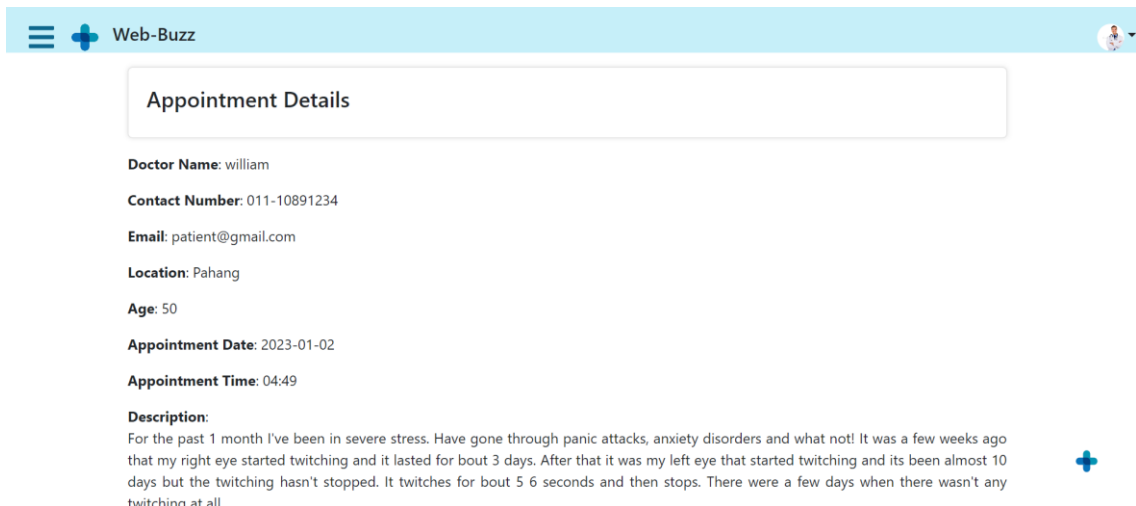 Web-Buzz
Appointment Details
Doctor Name: william
Contact Number: 011-10891234
Email: patient@gmail.com
Location: Pahang
Age: 50
Appointment Date: 2023-01-02
Appointment Time: 04:49
Description:
For the past 1 month I've been in severe stress. Have gone through panic attacks, anxiety disorders and what not! It was a few weeks ago
that my right eye started twitching and it lasted for bout 3 days. After that it was my left eye that started twitching and its been almost 10
days but the twitching hasn't stopped. It twitches for bout 5 6 seconds and then stops. There were a few days when there wasn't any
twitching at all